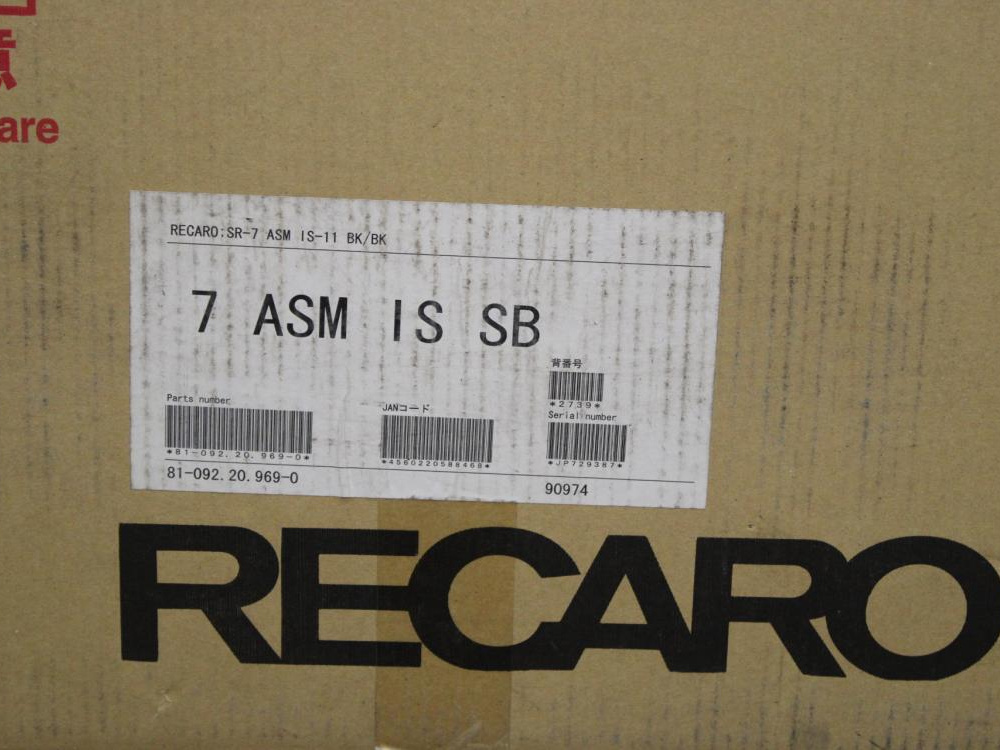 are
RECARO:SR-7 ASM IS-11 BK/BK
7 ASM IS SB
背番号
*2739*
Parts number
JANコード
Serial number
*81-092.20.969-0*
*4560220588468*
*JP729387*
81-092.20.969-0
90974
RECARO